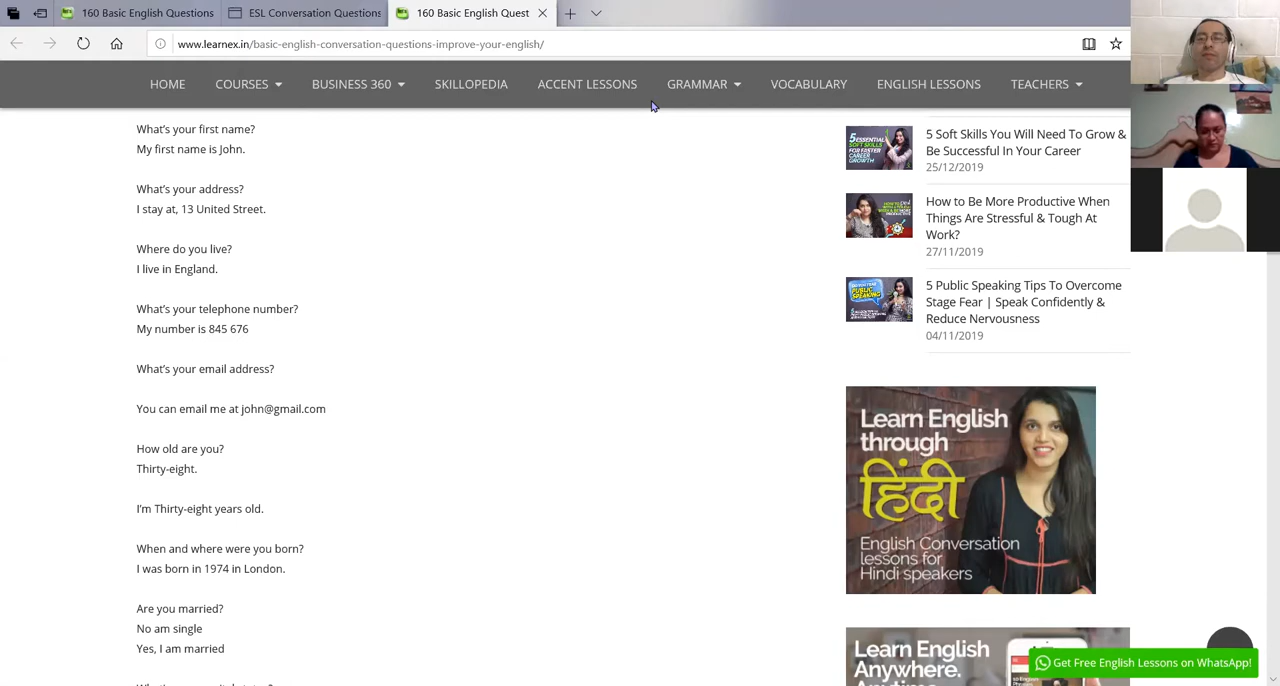 160 Basic English Questions
ESL Conversation Questions
160 Basic English Quest
www.learnex.in/basic-english-conversation-questions-improve-your-english/
HOME
COURSES
BUSINESS 360
SKILLOPEDIA
ACCENT LESSONS
GRAMMAR
VOCABULARY
ENGLISH LESSONS
TEACHERS
What's your first name?
My first name is John.
What's your address?
I stay at, 13 United Street.
Where do you live?
I live in England.
What's your telephone number?
My number is 845 676
What's your email address?
You can email me at john@gmail.com
How old are you?
Thirty-eight.
I'm Thirty-eight years old.
When and where were you born?
I was born in 1974 in London.
Are you married?
No am single
Yes, I am married
5 Soft Skills You Will Need To Grow &
Be Successful In Your Career
25/12/2019
How to Be More Productive When
Things Are Stressful & Tough At
Work?
27/11/2019
5 Public Speaking Tips To Overcome
Stage Fear | Speak Confidently &
Reduce Nervousness
04/11/2019
Learn English
through
हिंदी
English Conversation
lessons for
Hindi speakers
Learn English
Anywhere.
Get Free English Lessons on WhatsApp!